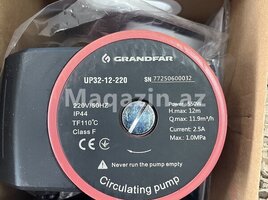 GRANDFAR
UP32-12-220
SN 77250600032
220V/50HZ
IP44
TF110℃
Class F
Power: 550W
H.max: 12m
Q.max: 11.9m³/h
Current: 2.5A
Max: 1.0MPa
Magazin.az
Never run the pump empty
Circulating pump